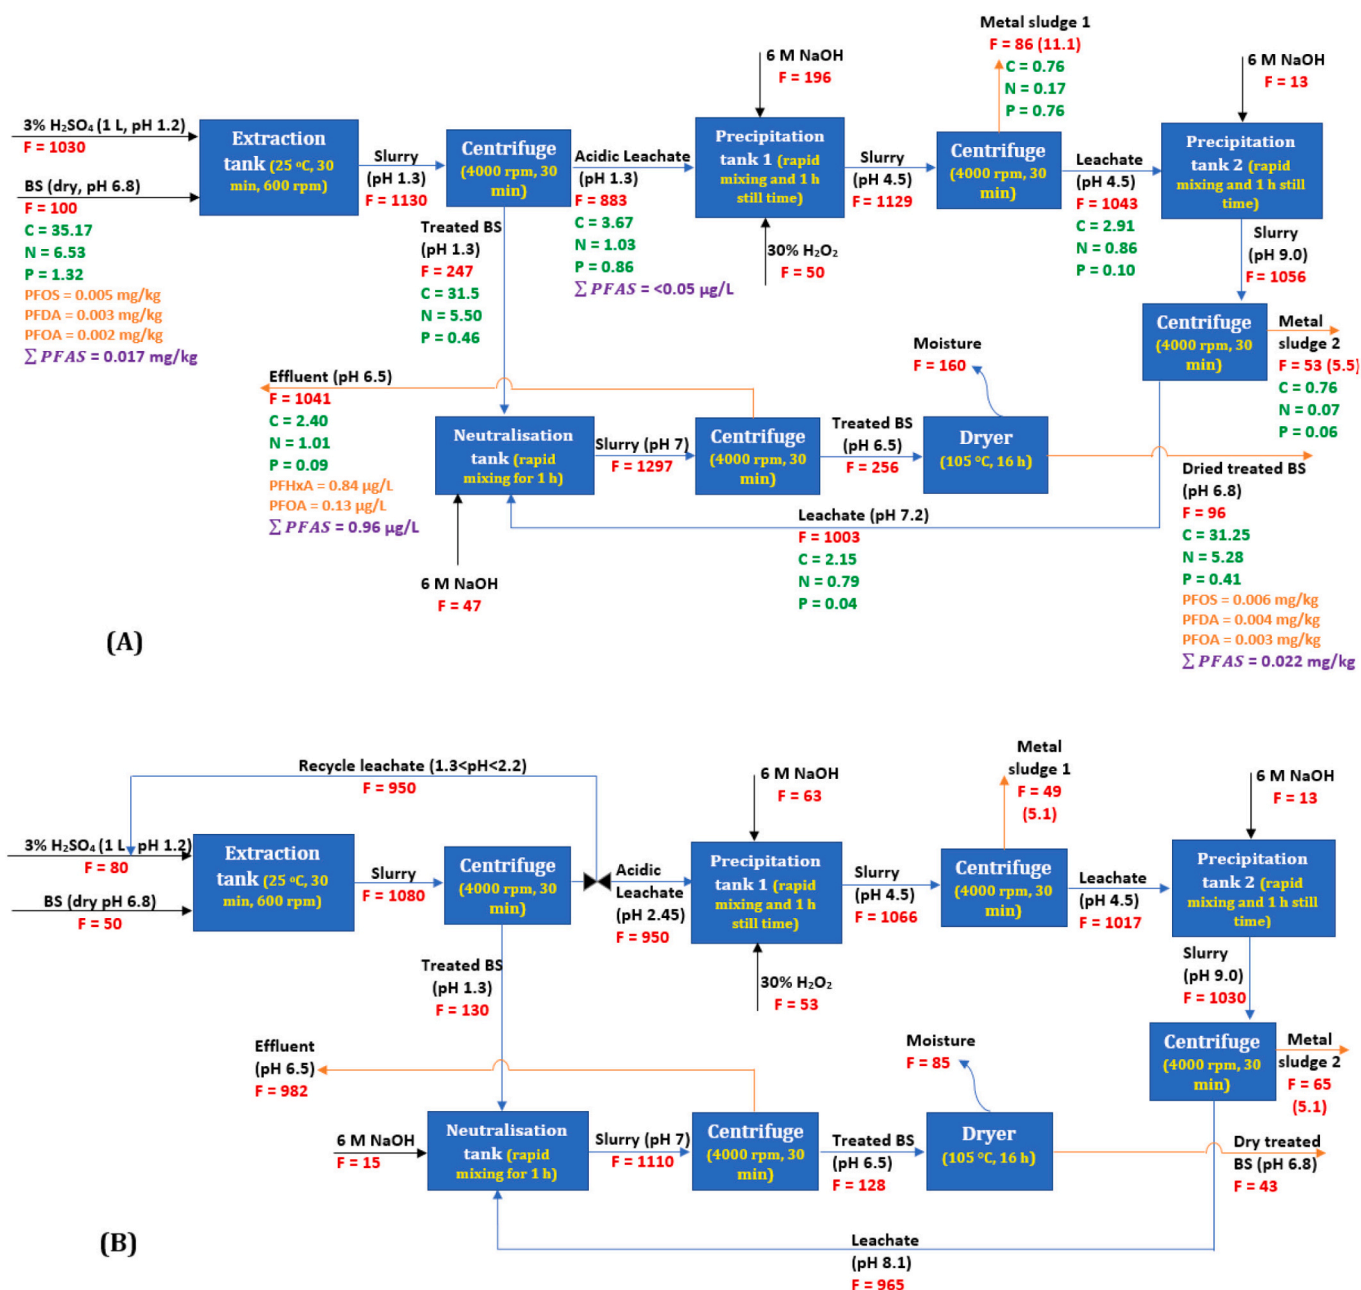 3% H₂SO₄ (1 L, pH 1.2)
F = 1030
BS (dry, pH 6.8)
F = 100
C = 35.17
N = 6.53
P = 1.32
PFOS = 0.005 mg/kg
PFDA = 0.003 mg/kg
PFOA = 0.002 mg/kg
∑ PFAS = 0.017 mg/kg
Extraction
tank (25 °C, 30
min, 600 rpm)
Slurry
(pH 1.3)
F = 1130
Centrifuge
(4000 rpm, 30
min)
Treated BS
(pH 1.3)
F = 247
C = 31.5
N = 5.50
P = 0.46
Acidic Leachate
(pH 1.3)
F = 883
C = 3.67
N = 1.03
P = 0.86
∑ PFAS = <0.05 µg/L
6 M NaOH
F = 196
Precipitation
tank 1 (rapid
mixing and 1 h
still time)
30% H₂O₂
F = 50
Slurry
(pH 4.5)
F = 1129
Metal sludge 1
F = 86 (11.1)
C = 0.76
N = 0.17
P = 0.76
Centrifuge
(4000 rpm, 30
min)
Leachate
(pH 4.5)
F = 1043
C = 2.91
N = 0.86
P = 0.10
6 M NaOH
F = 13
Precipitation
tank 2 (rapid
mixing and 1 h
still time)
Slurry
(pH 9.0)
F = 1056
Centrifuge
(4000 rpm, 30
min)
Metal
sludge 2
F = 53 (5.5)
C = 0.76
N = 0.07
P = 0.06
Effluent (pH 6.5)
F = 1041
C = 2.40
N = 1.01
P = 0.09
PFHxA = 0.84 µg/L
PFOA = 0.13 µg/L
∑ PFAS = 0.96 µg/L
Neutralisation
tank (rapid
mixing for 1 h)
6 M NaOH
F = 47
Slurry (pH 7)
F = 1297
Centrifuge
(4000 rpm, 30
min)
Treated BS
(pH 6.5)
F = 256
Moisture
F = 160
Dryer
(105 °C, 16 h)
Leachate (pH 7.2)
F = 1003
C = 2.15
N = 0.79
P = 0.04
Dried treated BS
(pH 6.8)
F = 96
C = 31.25
N = 5.28
P = 0.41
PFOS = 0.006 mg/kg
PFDA = 0.004 mg/kg
PFOA = 0.003 mg/kg
∑ PFAS = 0.022 mg/kg
(A)
Recycle leachate (1.3<pH<2.2)
F = 950
3% H₂SO₄ (1 L, pH 1.2)
F = 80
BS (dry pH 6.8)
F = 50
Extraction
tank (25 °C, 30
min, 600 rpm)
Slurry
F = 1080
Centrifuge
(4000 rpm, 30
min)
Treated BS
(pH 1.3)
F = 130
Acidic
Leachate
(pH 2.45)
F = 950
6 M NaOH
F = 63
Precipitation
tank 1 (rapid
mixing and 1 h
still time)
30% H₂O₂
F = 53
Slurry
(pH 4.5)
F = 1066
Metal
sludge 1
F = 49
(5.1)
Centrifuge
(4000 rpm, 30
min)
Leachate
(pH 4.5)
F = 1017
6 M NaOH
F = 13
Precipitation
tank 2 (rapid
mixing and 1 h
still time)
Slurry
(pH 9.0)
F = 1030
Centrifuge
(4000 rpm, 30
min)
Metal
sludge 2
F = 65
(5.1)
Effluent
(pH 6.5)
F = 982
6 M NaOH
F = 15
Neutralisation
tank (rapid
mixing for 1 h)
Slurry (pH 7)
F = 1110
Centrifuge
(4000 rpm, 30
min)
Treated BS
(pH 6.5)
F = 128
Moisture
F = 85
Dryer
(105 °C, 16 h)
Dry treated
BS (pH 6.8)
F = 43
Leachate
(pH 8.1)
F = 965
(B)